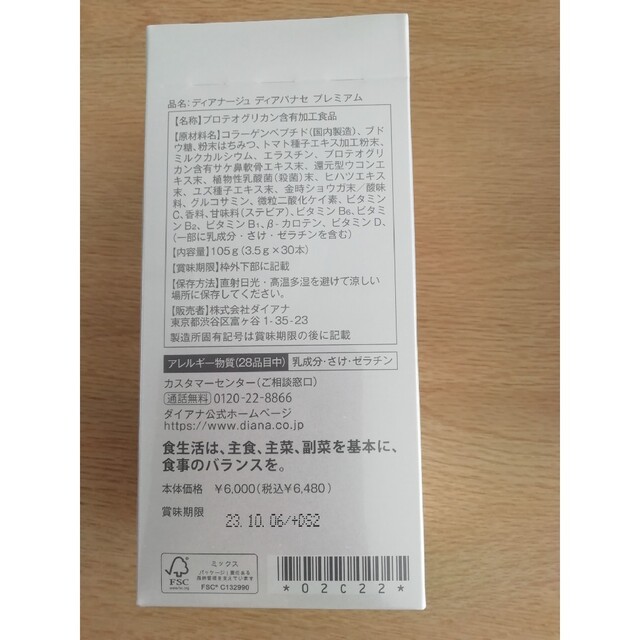 品名:ディアナージュ ディアパナセ プレミアム
【名称】プロテオグリカン含有加工食品
【原材料名】コラーゲンペプチド(国内製造)、ブド
ウ糖、粉末はちみつ、トマト種子エキス加工粉末、
ミルクカルシウム、エラスチン、プロテオグリ
カン含有サケ鼻軟骨エキス末、還元型ウコンエ
キス末、植物性乳酸菌(殺菌)末、ヒハツエキス
末、ユズ種子エキス末、金時ショウガ末/酸味
料、グルコサミン、微粒二酸化ケイ素、ビタミン
C、香料、甘味料(ステビア)、ビタミンB6、ビタミ
ンB2、ビタミンB1、β-カロテン、ビタミンD、
(一部に乳成分・さけ・ゼラチンを含む)
【内容量】105g(3.5g×30本)
【賞味期限】枠外下部に記載
【保存方法】直射日光・高温多湿を避けて涼しい
場所に保存してください。
【販売者】株式会社ダイアナ
東京都渋谷区富ヶ谷1-35-23
製造所固有記号は賞味期限の後に記載
アレルギー物質(28品目中) 乳成分・さけ・ゼラチン
カスタマーセンター(ご相談窓口)
通話無料 0120-22-8866
ダイアナ公式ホームページ
https://www.diana.co.jp
食生活は、主食、主菜、副菜を基本に、
食事のバランスを。
本体価格 ¥6,000(税込¥6,480)
賞味期限 23.10.06/+DS2
FSC
ミックス
パッケージ|責任ある
森林管理を支えています
FSC® C132990
*02C22*